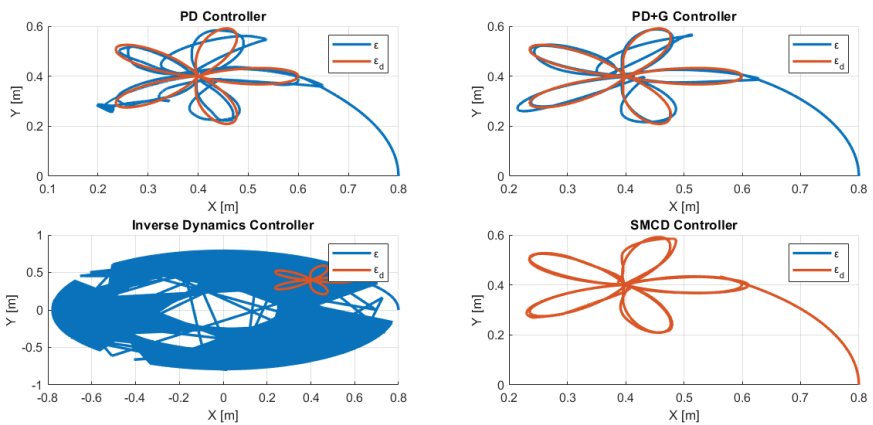 PD Controller
0.6
0.4
0.2
0
Y [m]
ε
ε_d
0.1 0.2 0.3 0.4 0.5 0.6 0.7 0.8
X [m]
PD+G Controller
0.6
0.4
0.2
0
Y [m]
ε
ε_d
0.2 0.3 0.4 0.5 0.6 0.7 0.8
X [m]
Inverse Dynamics Controller
1
0.5
0
-0.5
-1
Y [m]
ε
ε_d
-0.8 -0.6 -0.4 -0.2 0 0.2 0.4 0.6 0.8
X [m]
SMCD Controller
0.6
0.4
0.2
0
Y [m]
ε
ε_d
0.2 0.3 0.4 0.5 0.6 0.7 0.8
X [m]